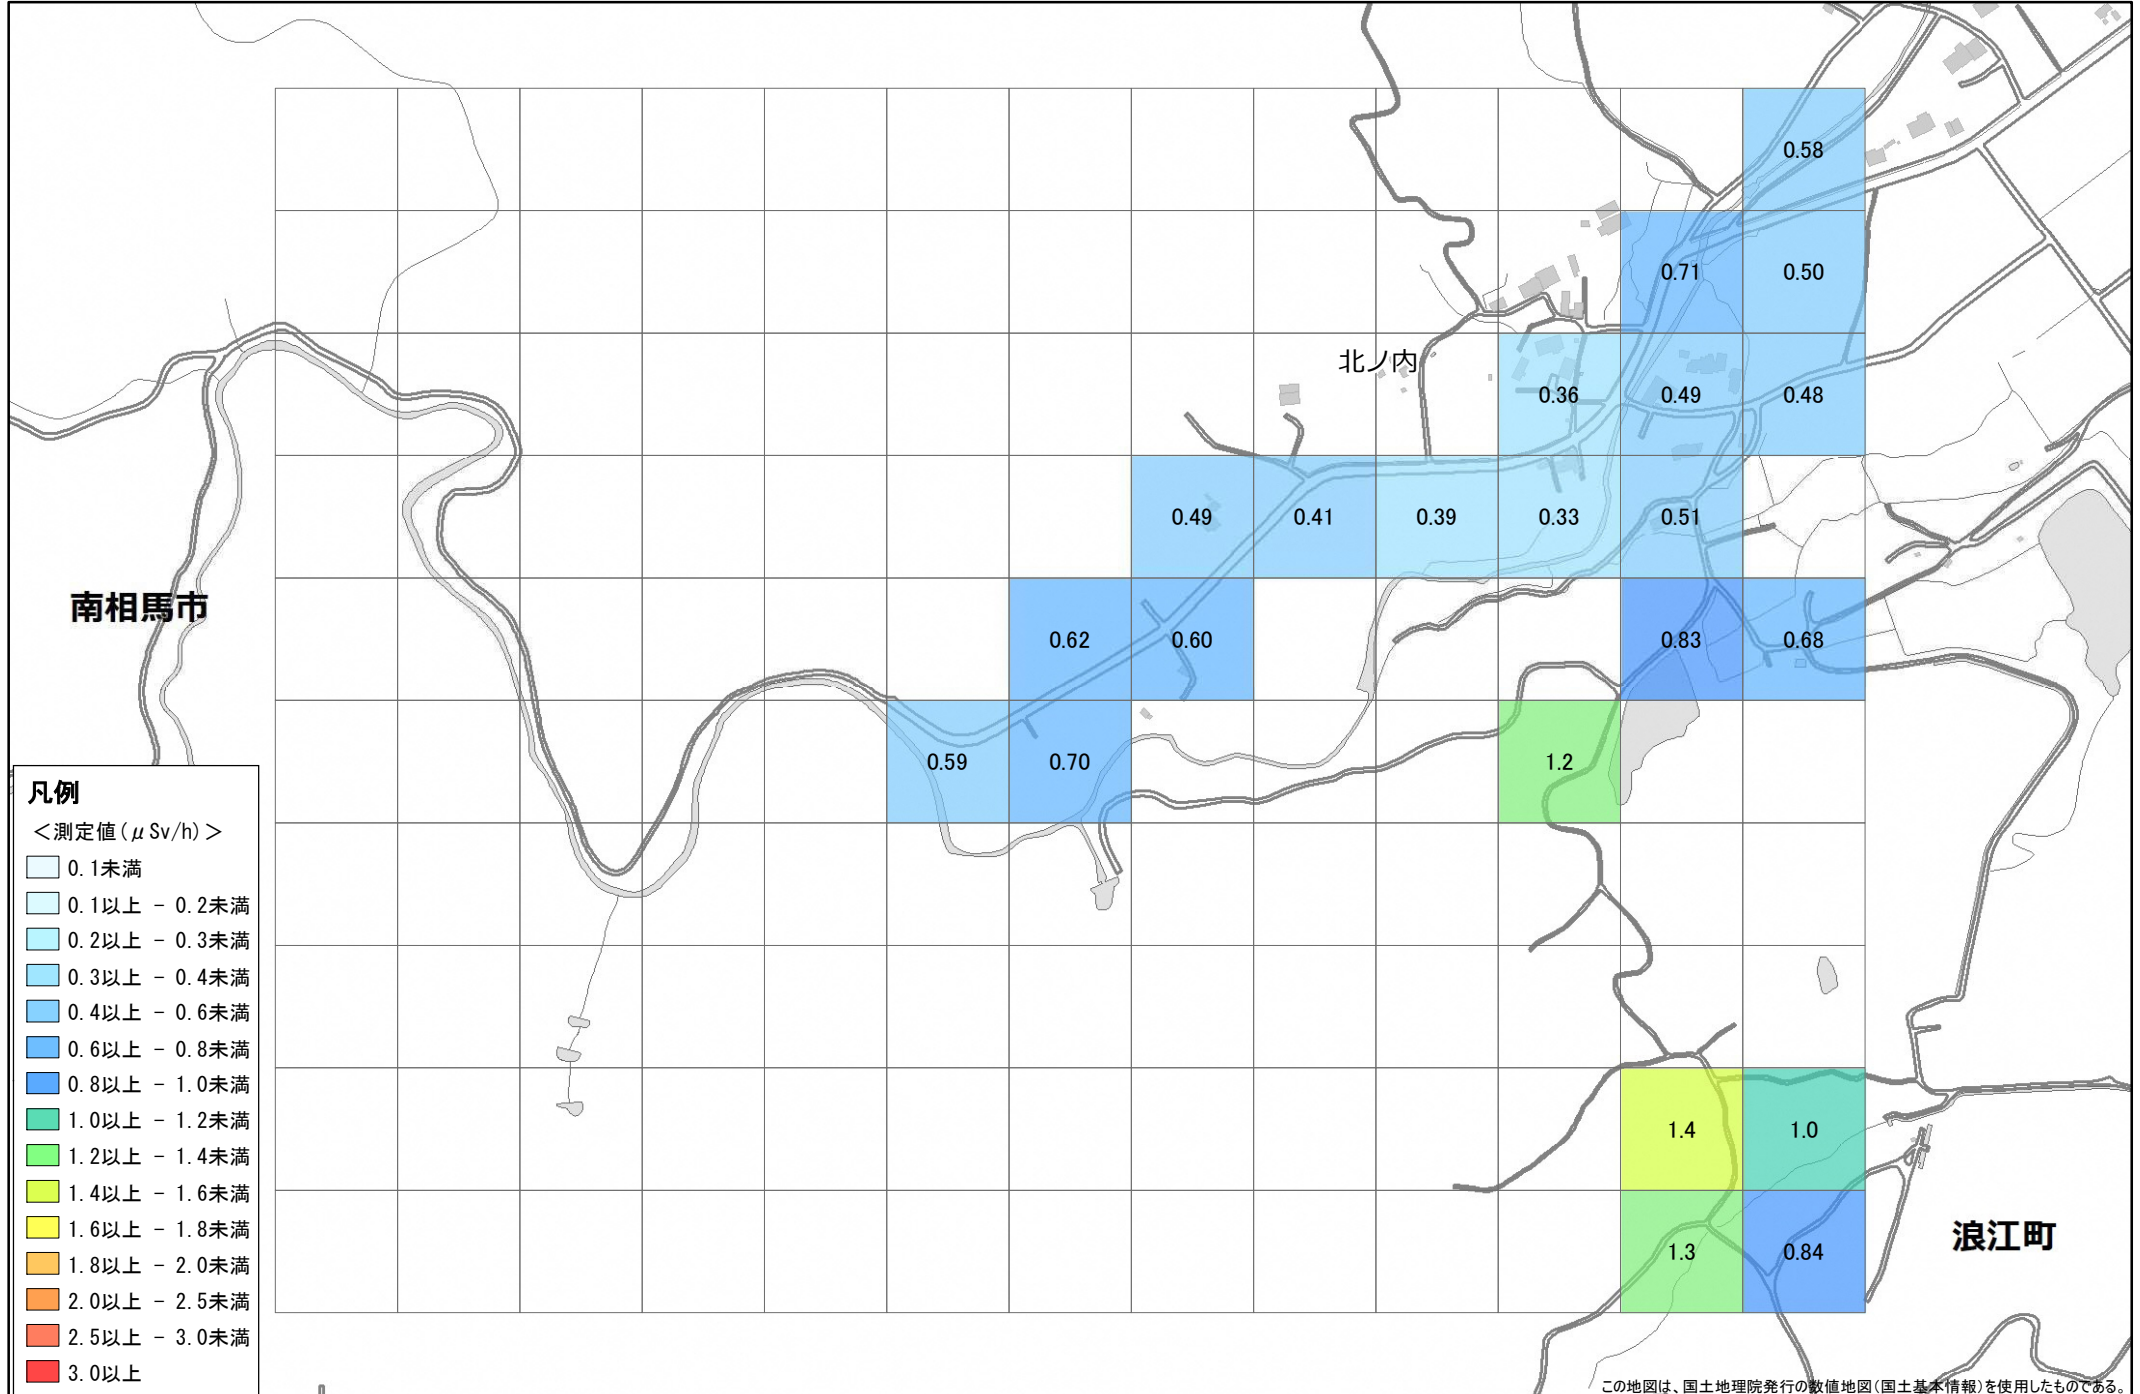 0.58
0.71 0.50
北ノ内
0.36 0.49 0.48
0.49 0.41 0.39 0.33 0.51
南相馬市
0.62 0.60 0.83 0.68
0.59 0.70 1.2
1.4 1.0
浪江町
1.3 0.84
凡例
＜測定値(μSv/h)＞
0.1未満
0.1以上 － 0.2未満
0.2以上 － 0.3未満
0.3以上 － 0.4未満
0.4以上 － 0.6未満
0.6以上 － 0.8未満
0.8以上 － 1.0未満
1.0以上 － 1.2未満
1.2以上 － 1.4未満
1.4以上 － 1.6未満
1.6以上 － 1.8未満
1.8以上 － 2.0未満
2.0以上 － 2.5未満
2.5以上 － 3.0未満
3.0以上
この地図は、国土地理院発行の数値地図(国土基本情報)を使用したものである。